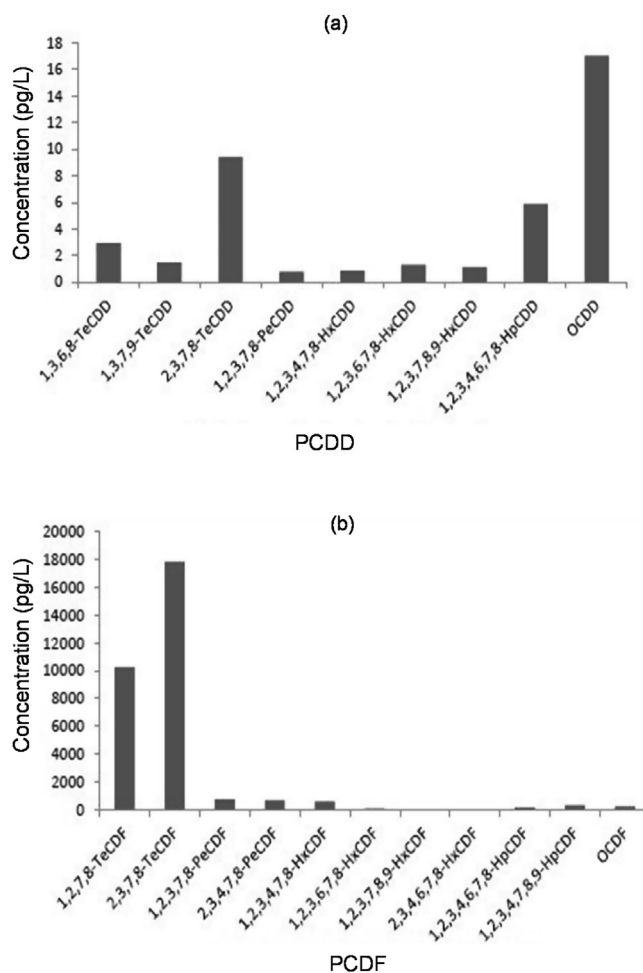 (a)
Concentration (pg/L)
18
16
14
12
10
8
6
4
2
0
1,3,6,8-TeCDD
1,3,7,9-TeCDD
2,3,7,8-TeCDD
1,2,3,7,8-PeCDD
1,2,3,4,7,8-HxCDD
1,2,3,6,7,8-HxCDD
1,2,3,7,8,9-HxCDD
1,2,3,4,6,7,8-HpCDD
OCDD
PCDD
(b)
Concentration (pg/L)
20000
18000
16000
14000
12000
10000
8000
6000
4000
2000
0
1,2,7,8-TeCDF
2,3,7,8-TeCDF
1,2,3,7,8-PeCDF
2,3,4,7,8-PeCDF
1,2,3,4,7,8-HxCDF
1,2,3,6,7,8-HxCDF
1,2,3,7,8,9-HxCDF
2,3,4,6,7,8-HxCDF
1,2,3,4,6,7,8-HpCDF
1,2,3,4,7,8,9-HpCDF
OCDF
PCDF